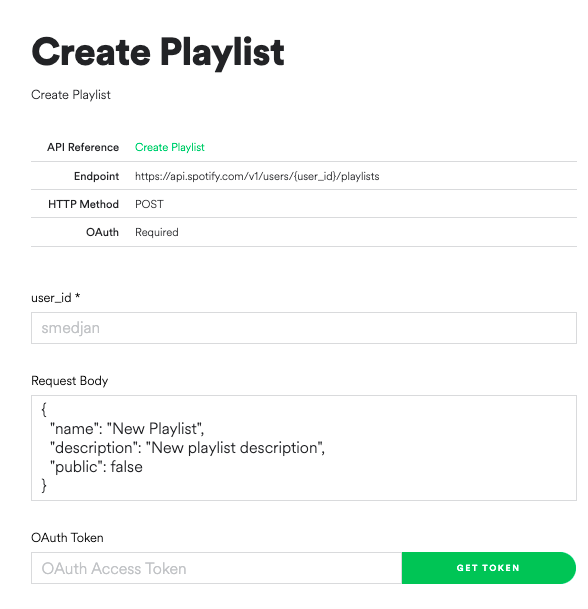 Create Playlist
Create Playlist
API Reference Create Playlist
Endpoint https://api.spotify.com/v1/users/{user_id}/playlists
HTTP Method POST
OAuth Required
user_id *
smedjan
Request Body
{
"name": "New Playlist",
"description": "New playlist description",
"public": false
}
OAuth Token
OAuth Access Token GET TOKEN